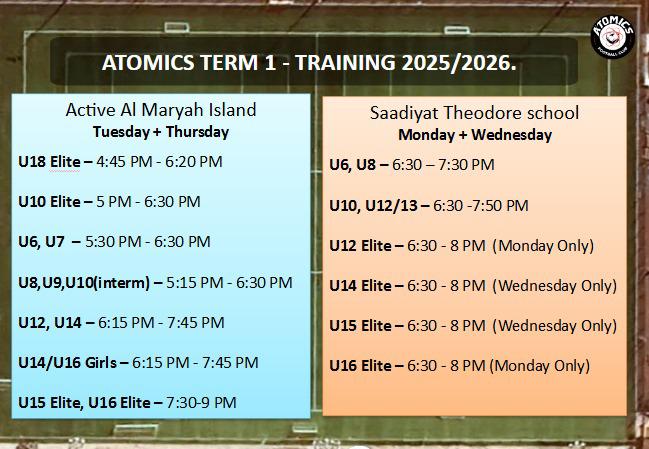 ATOMICS
FOOTBALL CLUB
ATOMICS TERM 1 - TRAINING 2025/2026.
Active Al Maryah Island
Tuesday + Thursday
U18 Elite – 4:45 PM - 6:20 PM
U10 Elite – 5 PM - 6:30 PM
U6, U7 – 5:30 PM - 6:30 PM
U8,U9,U10(interm) – 5:15 PM - 6:30 PM
U12, U14 – 6:15 PM - 7:45 PM
U14/U16 Girls – 6:15 PM - 7:45 PM
U15 Elite, U16 Elite – 7:30-9 PM
Saadiyat Theodore school
Monday + Wednesday
U6, U8 – 6:30 – 7:30 PM
U10, U12/13 – 6:30 -7:50 PM
U12 Elite – 6:30 - 8 PM (Monday Only)
U14 Elite – 6:30 - 8 PM (Wednesday Only)
U15 Elite – 6:30 - 8 PM (Wednesday Only)
U16 Elite – 6:30 - 8 PM (Monday Only)